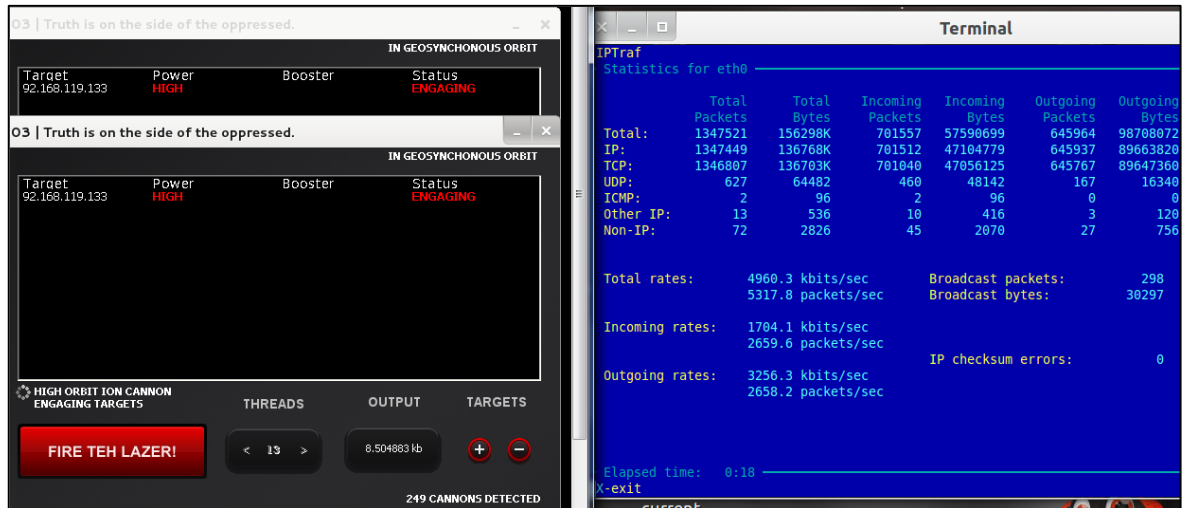 03 | Truth is on the side of the oppressed.
IN GEOSYNCHONOUS ORBIT
Target Power Booster Status
92.168.119.133 HIGH ENGAGING
03 | Truth is on the side of the oppressed.
IN GEOSYNCHONOUS ORBIT
Target Power Booster Status
92.168.119.133 HIGH ENGAGING
HIGH ORBIT ION CANNON
ENGAGING TARGETS
THREADS OUTPUT TARGETS
FIRE TEH LAZER! < 13 > 8.504883 kb + -
249 CANNONS DETECTED
Terminal
IPTraf
Statistics for eth0
Total Total Incoming Incoming Outgoing Outgoing
Packets Bytes Packets Bytes Packets Bytes
Total: 1347521 156298K 701557 57590699 645964 98708072
IP: 1347449 136768K 701512 47104779 645937 89663820
TCP: 1346807 136703K 701040 47056125 645767 89647360
UDP: 627 64482 460 48142 167 16340
ICMP: 2 96 2 96 0 0
Other IP: 13 536 10 416 3 120
Non-IP: 72 2826 45 2070 27 756
Total rates: 4960.3 kbits/sec Broadcast packets: 298
5317.8 packets/sec Broadcast bytes: 30297
Incoming rates: 1704.1 kbits/sec
2659.6 packets/sec
IP checksum errors: 0
Outgoing rates: 3256.3 kbits/sec
2658.2 packets/sec
Elapsed time: 0:18
X-exit